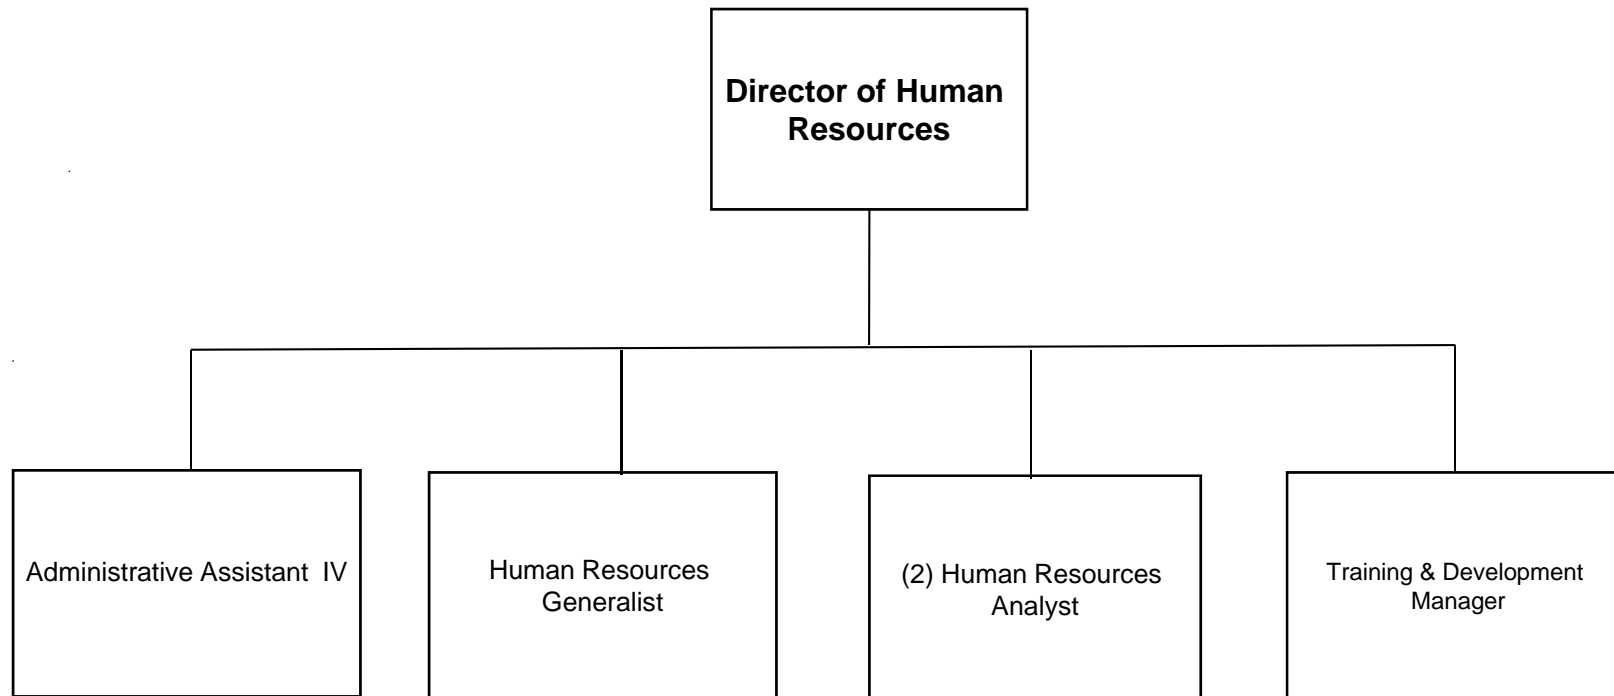 Director of Human
Resources
Administrative Assistant  IV
Human Resources
Generalist
(2) Human Resources
Analyst
Training & Development
Manager